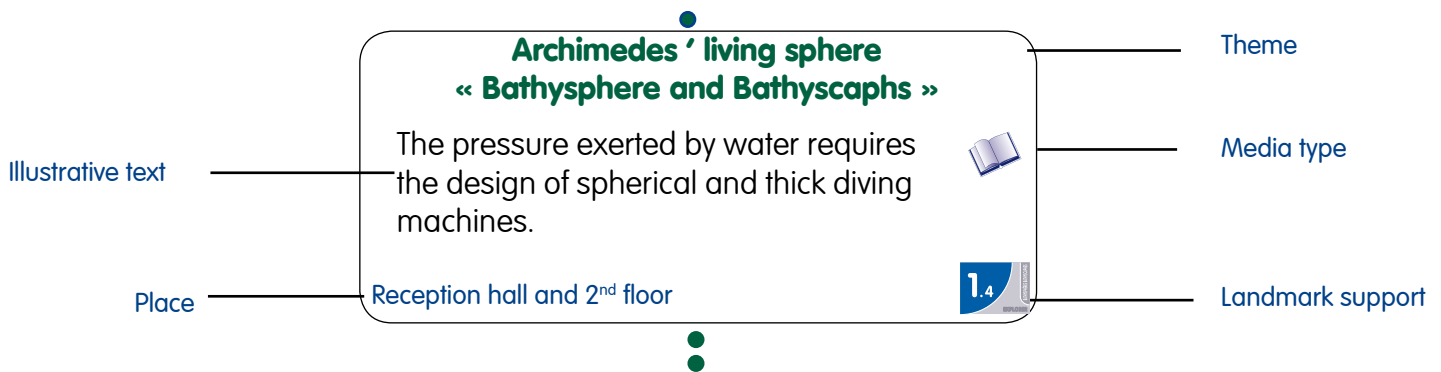 Archimedes ′ living sphere
« Bathysphere and Bathyscaphs »
Theme
The pressure exerted by water requires
the design of spherical and thick diving
machines.
Media type
Illustrative text
Reception hall and 2nd floor
Place
1.4
Landmark support